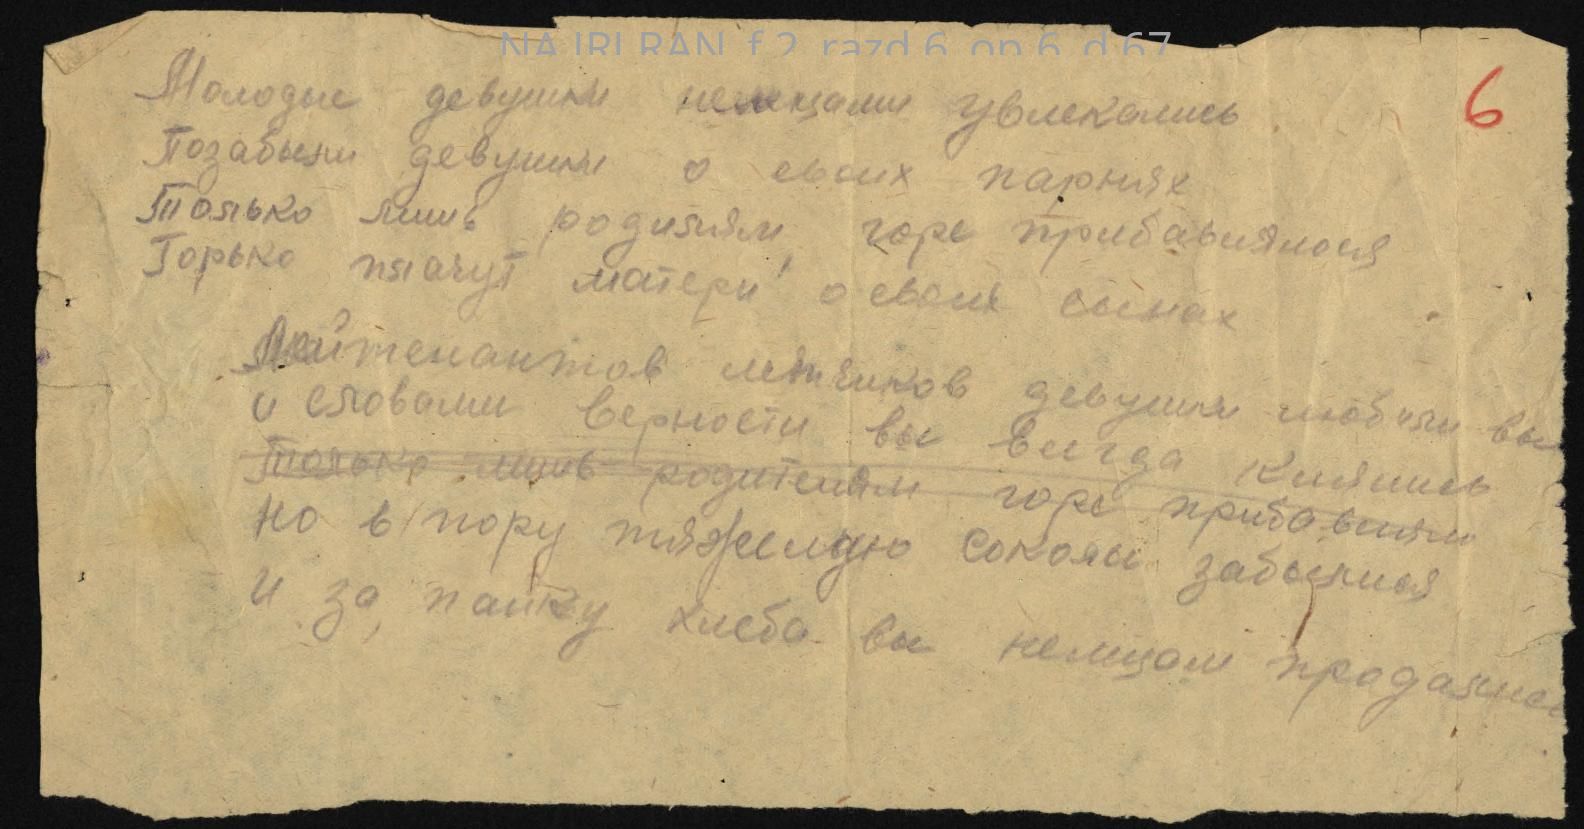 NA IRI RAN f.2 razd.6 op.6 d.67
6
Молодые девушки немцами увлекались
Позабыли девушки о своих парнях
Только лишь родилям горе прибавилося
Горько плачут матери о своих сынах
Лейтенантов летчиков девушки любили вы
и словами верности вы всегда клялись
Только лишь родителям горе прибавили
Но в пору тяжелую соколы забылися
и за пайку хлеба вы немцам продались